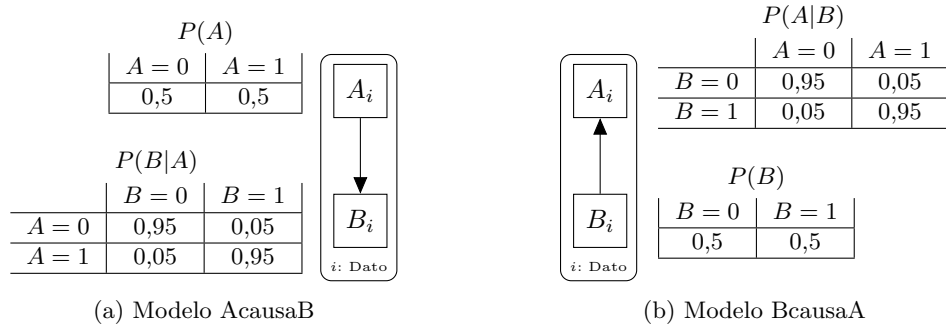 P(A)
A = 0 A = 1
0,5 0,5
P(B|A)
B = 0 B = 1
A = 0 0,95 0,05
A = 1 0,05 0,95
A_i
B_i
i: Dato
(a) Modelo AcausaB
P(A|B)
A = 0 A = 1
B = 0 0,95 0,05
B = 1 0,05 0,95
A_i
B_i
i: Dato
P(B)
B = 0 B = 1
0,5 0,5
(b) Modelo BcausaA